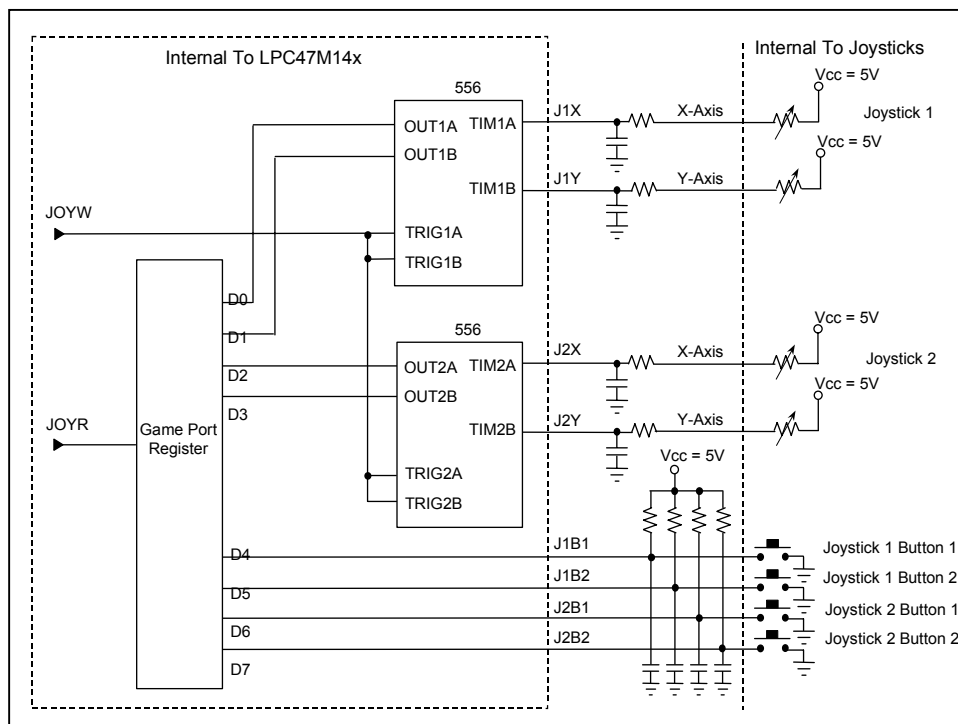 Internal To LPC47M14x
Internal To Joysticks
Vcc = 5V
556
J1X
X-Axis
Joystick 1
OUT1A
TIM1A
OUT1B
Vcc = 5V
J1Y
Y-Axis
TIM1B
JOYW
TRIG1A
TRIG1B
D0
Vcc = 5V
D1
556
J2X
X-Axis
Joystick 2
D2
OUT2A
TIM2A
Vcc = 5V
OUT2B
D3
J2Y
Y-Axis
JOYR
Game Port
Register
TIM2B
Vcc = 5V
TRIG2A
TRIG2B
D4
J1B1
Joystick 1 Button 1
D5
J1B2
Joystick 1 Button 2
D6
J2B1
Joystick 2 Button 1
D7
J2B2
Joystick 2 Button 2